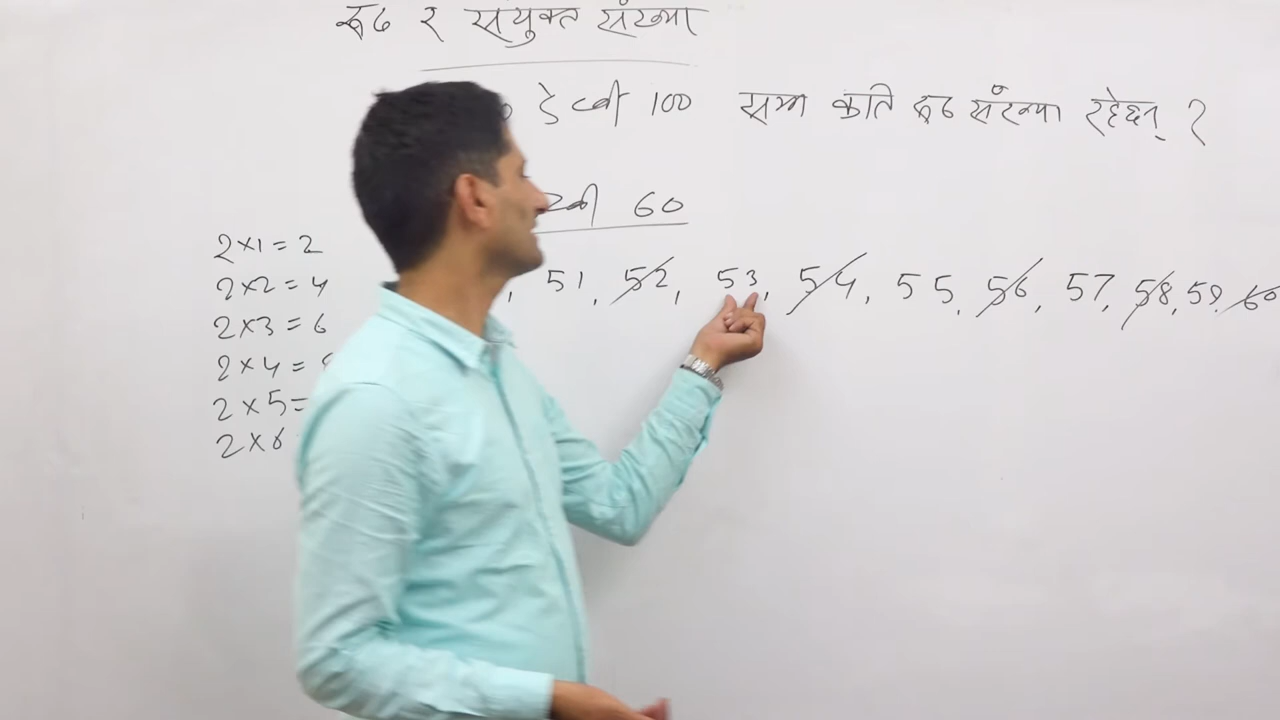 रूढ र संयुक्त संख्या
देखी 100 सम्म कति रूढ संख्या रहेछन् ?
60
51, 52, 53, 54, 55, 56, 57, 58, 59, 60
2×1=2
2×2=4
2×3=6
2×4=
2×5=
2×6